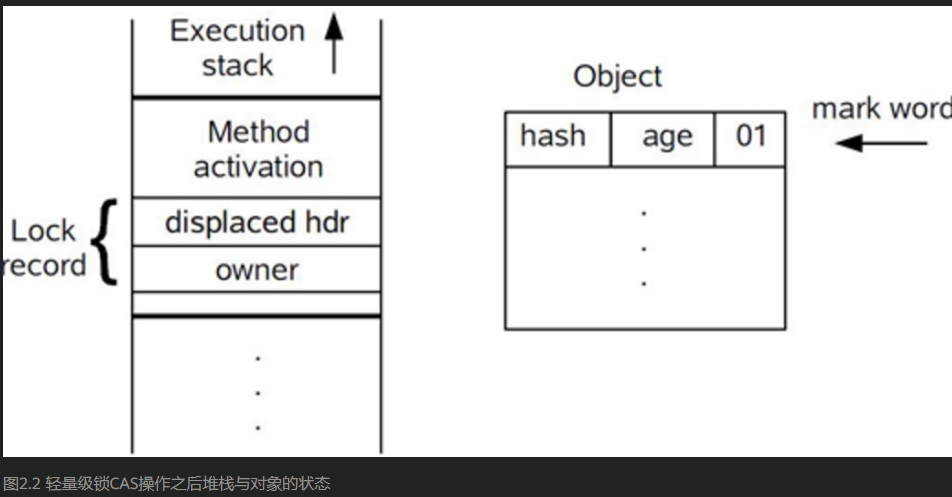 Execution
stack
Method
activation
Lock
record
displaced hdr
owner
Object
mark word
hash age 01
图2.2 轻量级锁CAS操作之后堆栈与对象的状态